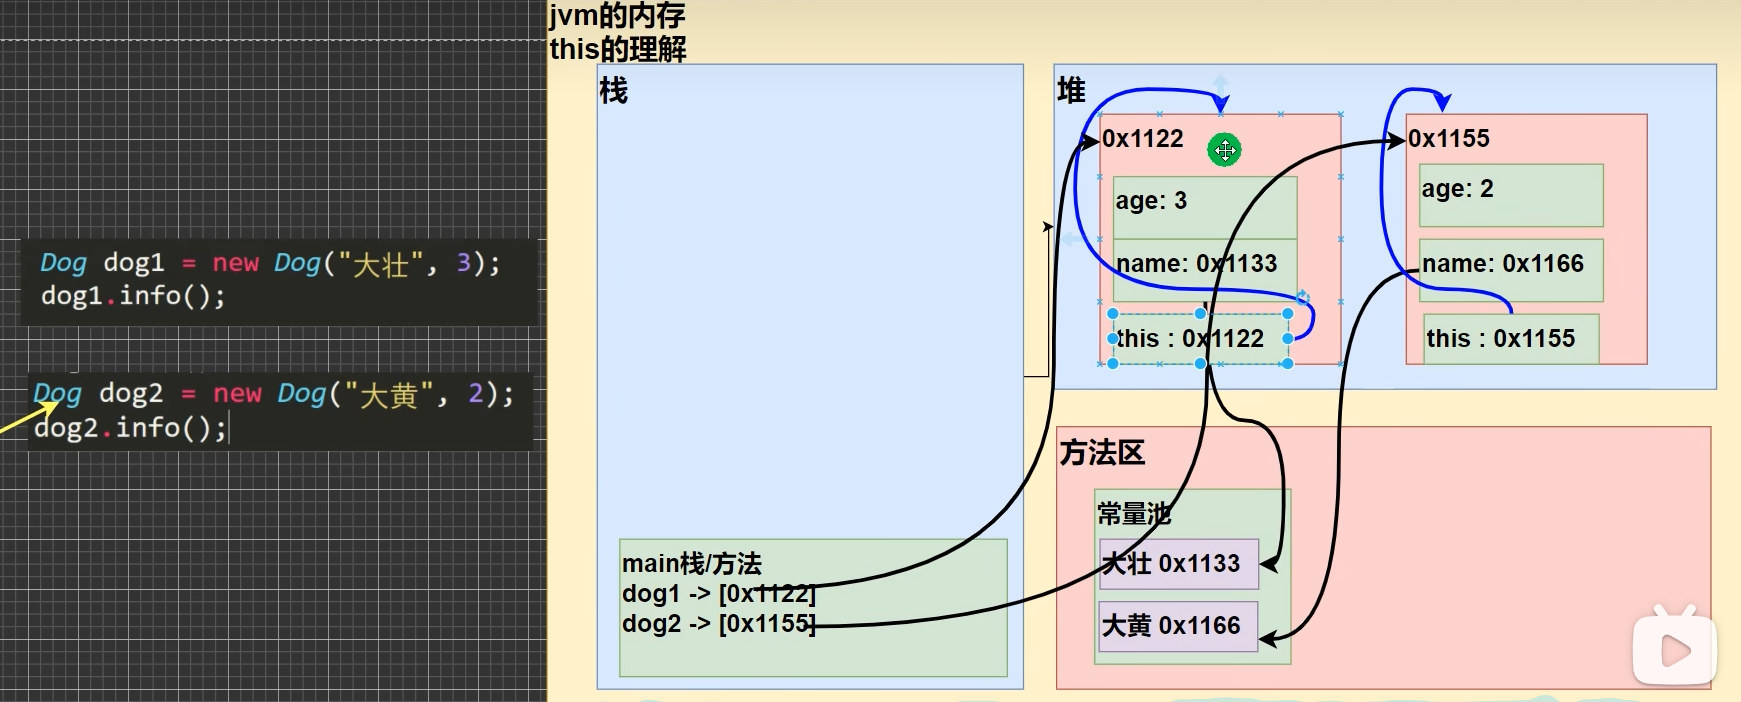 jvm的内存
this的理解
Dog dog1 = new Dog("大壮", 3);
dog1.info();
Dog dog2 = new Dog("大黄", 2);
dog2.info();
栈
main栈/方法
dog1 -> [0x1122]
dog2 -> [0x1155]
堆
0x1122
age: 3
name: 0x1133
this : 0x1122
0x1155
age: 2
name: 0x1166
this : 0x1155
方法区
常量池
大壮 0x1133
大黄 0x1166